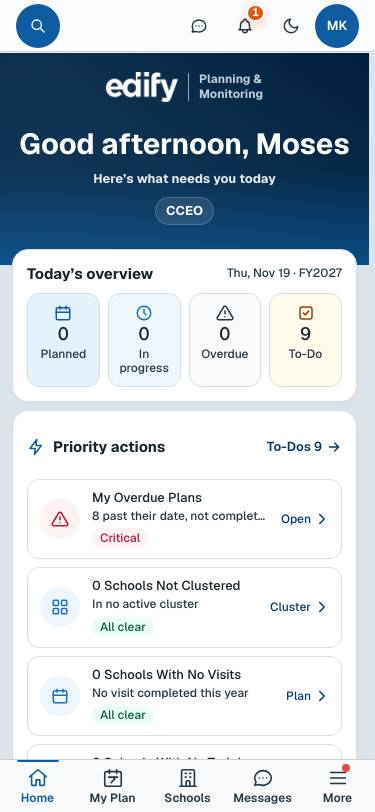 1
MK
edify
Planning &
Monitoring
Good afternoon, Moses
Here's what needs you today
CCEO
Today's overview
Thu, Nov 19 · FY2027
0
Planned
0
In
progress
0
Overdue
9
To-Do
Priority actions
To-Dos 9 →
My Overdue Plans
8 past their date, not complet...
Critical
Open
0 Schools Not Clustered
In no active cluster
All clear
Cluster
0 Schools With No Visits
No visit completed this year
All clear
Plan
Home
My Plan
Schools
Messages
More